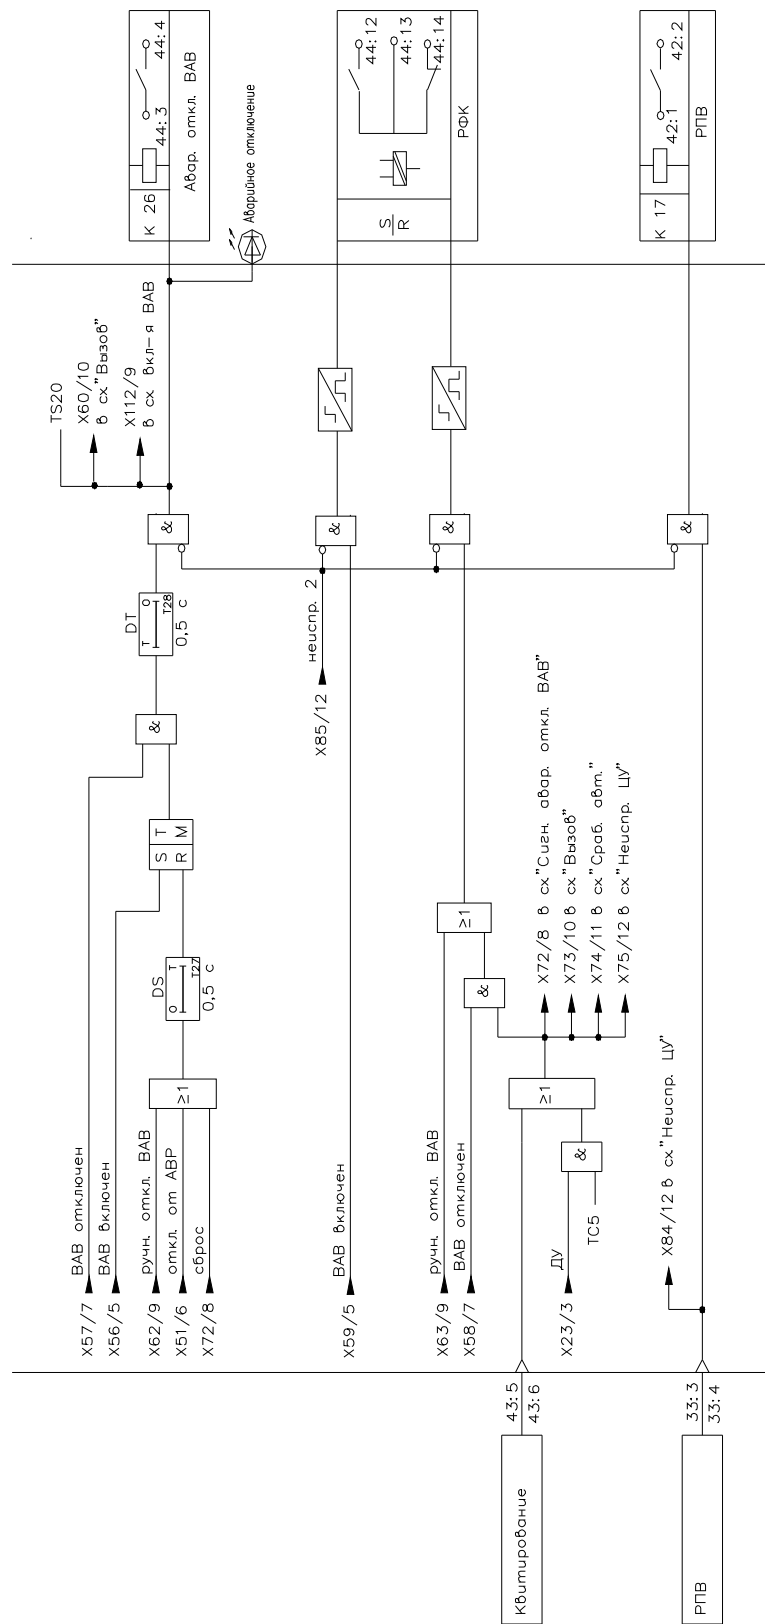 Квитирование
43:5
43:6
РПВ
33:3
33:4
X57/7
ВАВ отключен
X56/5
ВАВ включен
X62/9
ручн. откл. ВАВ
X51/6
откл. от АВР
X72/8
сброс
≥1
DS
O T
T27
0,5 с
S T
R M
&
DT
T O
T28
0,5 с
&
TS20
X60/10
в сх."Вызов"
X112/9
в сх. вкл-я ВАВ
K 26
44:3
44:4
Авар. откл. ВАВ
Аварийное отключение
X59/5
ВАВ включен
X85/12
неиспр. 2
&
S
R
44:12
44:13
44:14
РФК
X63/9
ручн. откл. ВАВ
X58/7
ВАВ отключен
&
≥1
&
X23/3
ДУ
TC5
&
≥1
X72/8 в сх."Сигн. авар. откл. ВАВ"
X73/10 в сх."Вызов"
X74/11 в сх."Сраб. авт."
X75/12 в сх."Неиспр. ЦУ"
X84/12 в сх."Неиспр. ЦУ"
&
K 17
42:1
42:2
РПВ